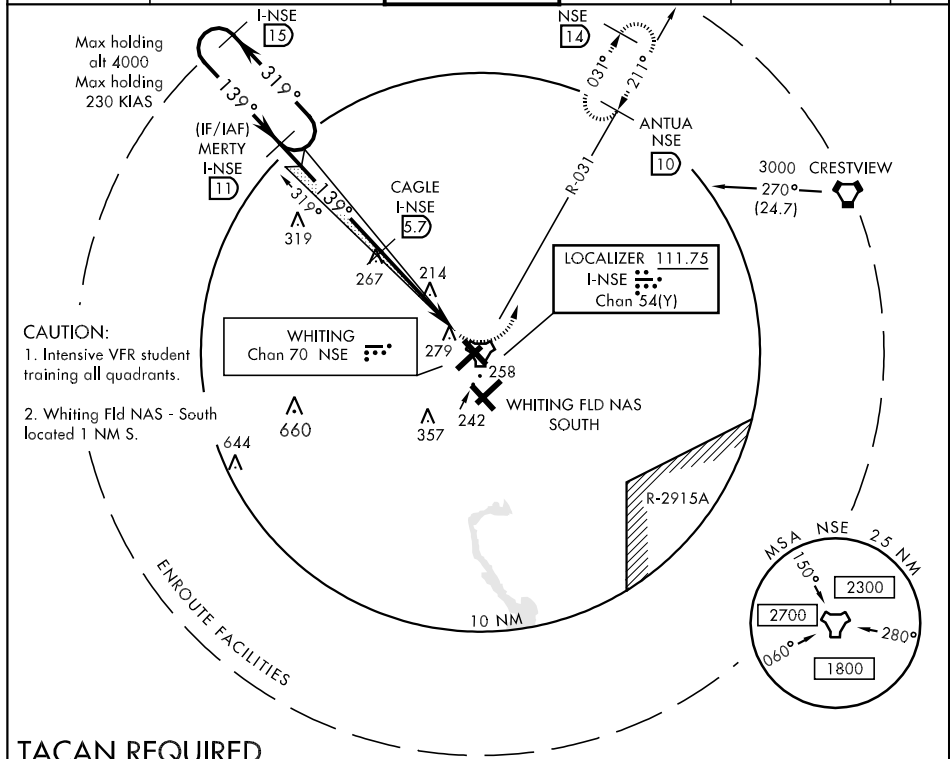 I-NSE
15
Max holding
alt 4000
Max holding
230 KIAS
319°
139°
(IF/IAF)
MERTY
I-NSE
11
139°
319°
319
CAGLE
I-NSE
5.7
267
214
279
NSE
14
031°
211°
ANTUA
NSE
10
R-031
3000
270°
(24.7)
CRESTVIEW
LOCALIZER 111.75
I-NSE
Chan 54(Y)
CAUTION:
1. Intensive VFR student
training all quadrants.
2. Whiting Fld NAS - South
located 1 NM S.
WHITING
Chan 70 NSE
258
242
WHITING FLD NAS
SOUTH
660
357
644
R-2915A
10 NM
ENROUTE FACILITIES
MSA NSE 25 NM
150°
2300
2700
280°
060°
1800
TACAN REQUIRED